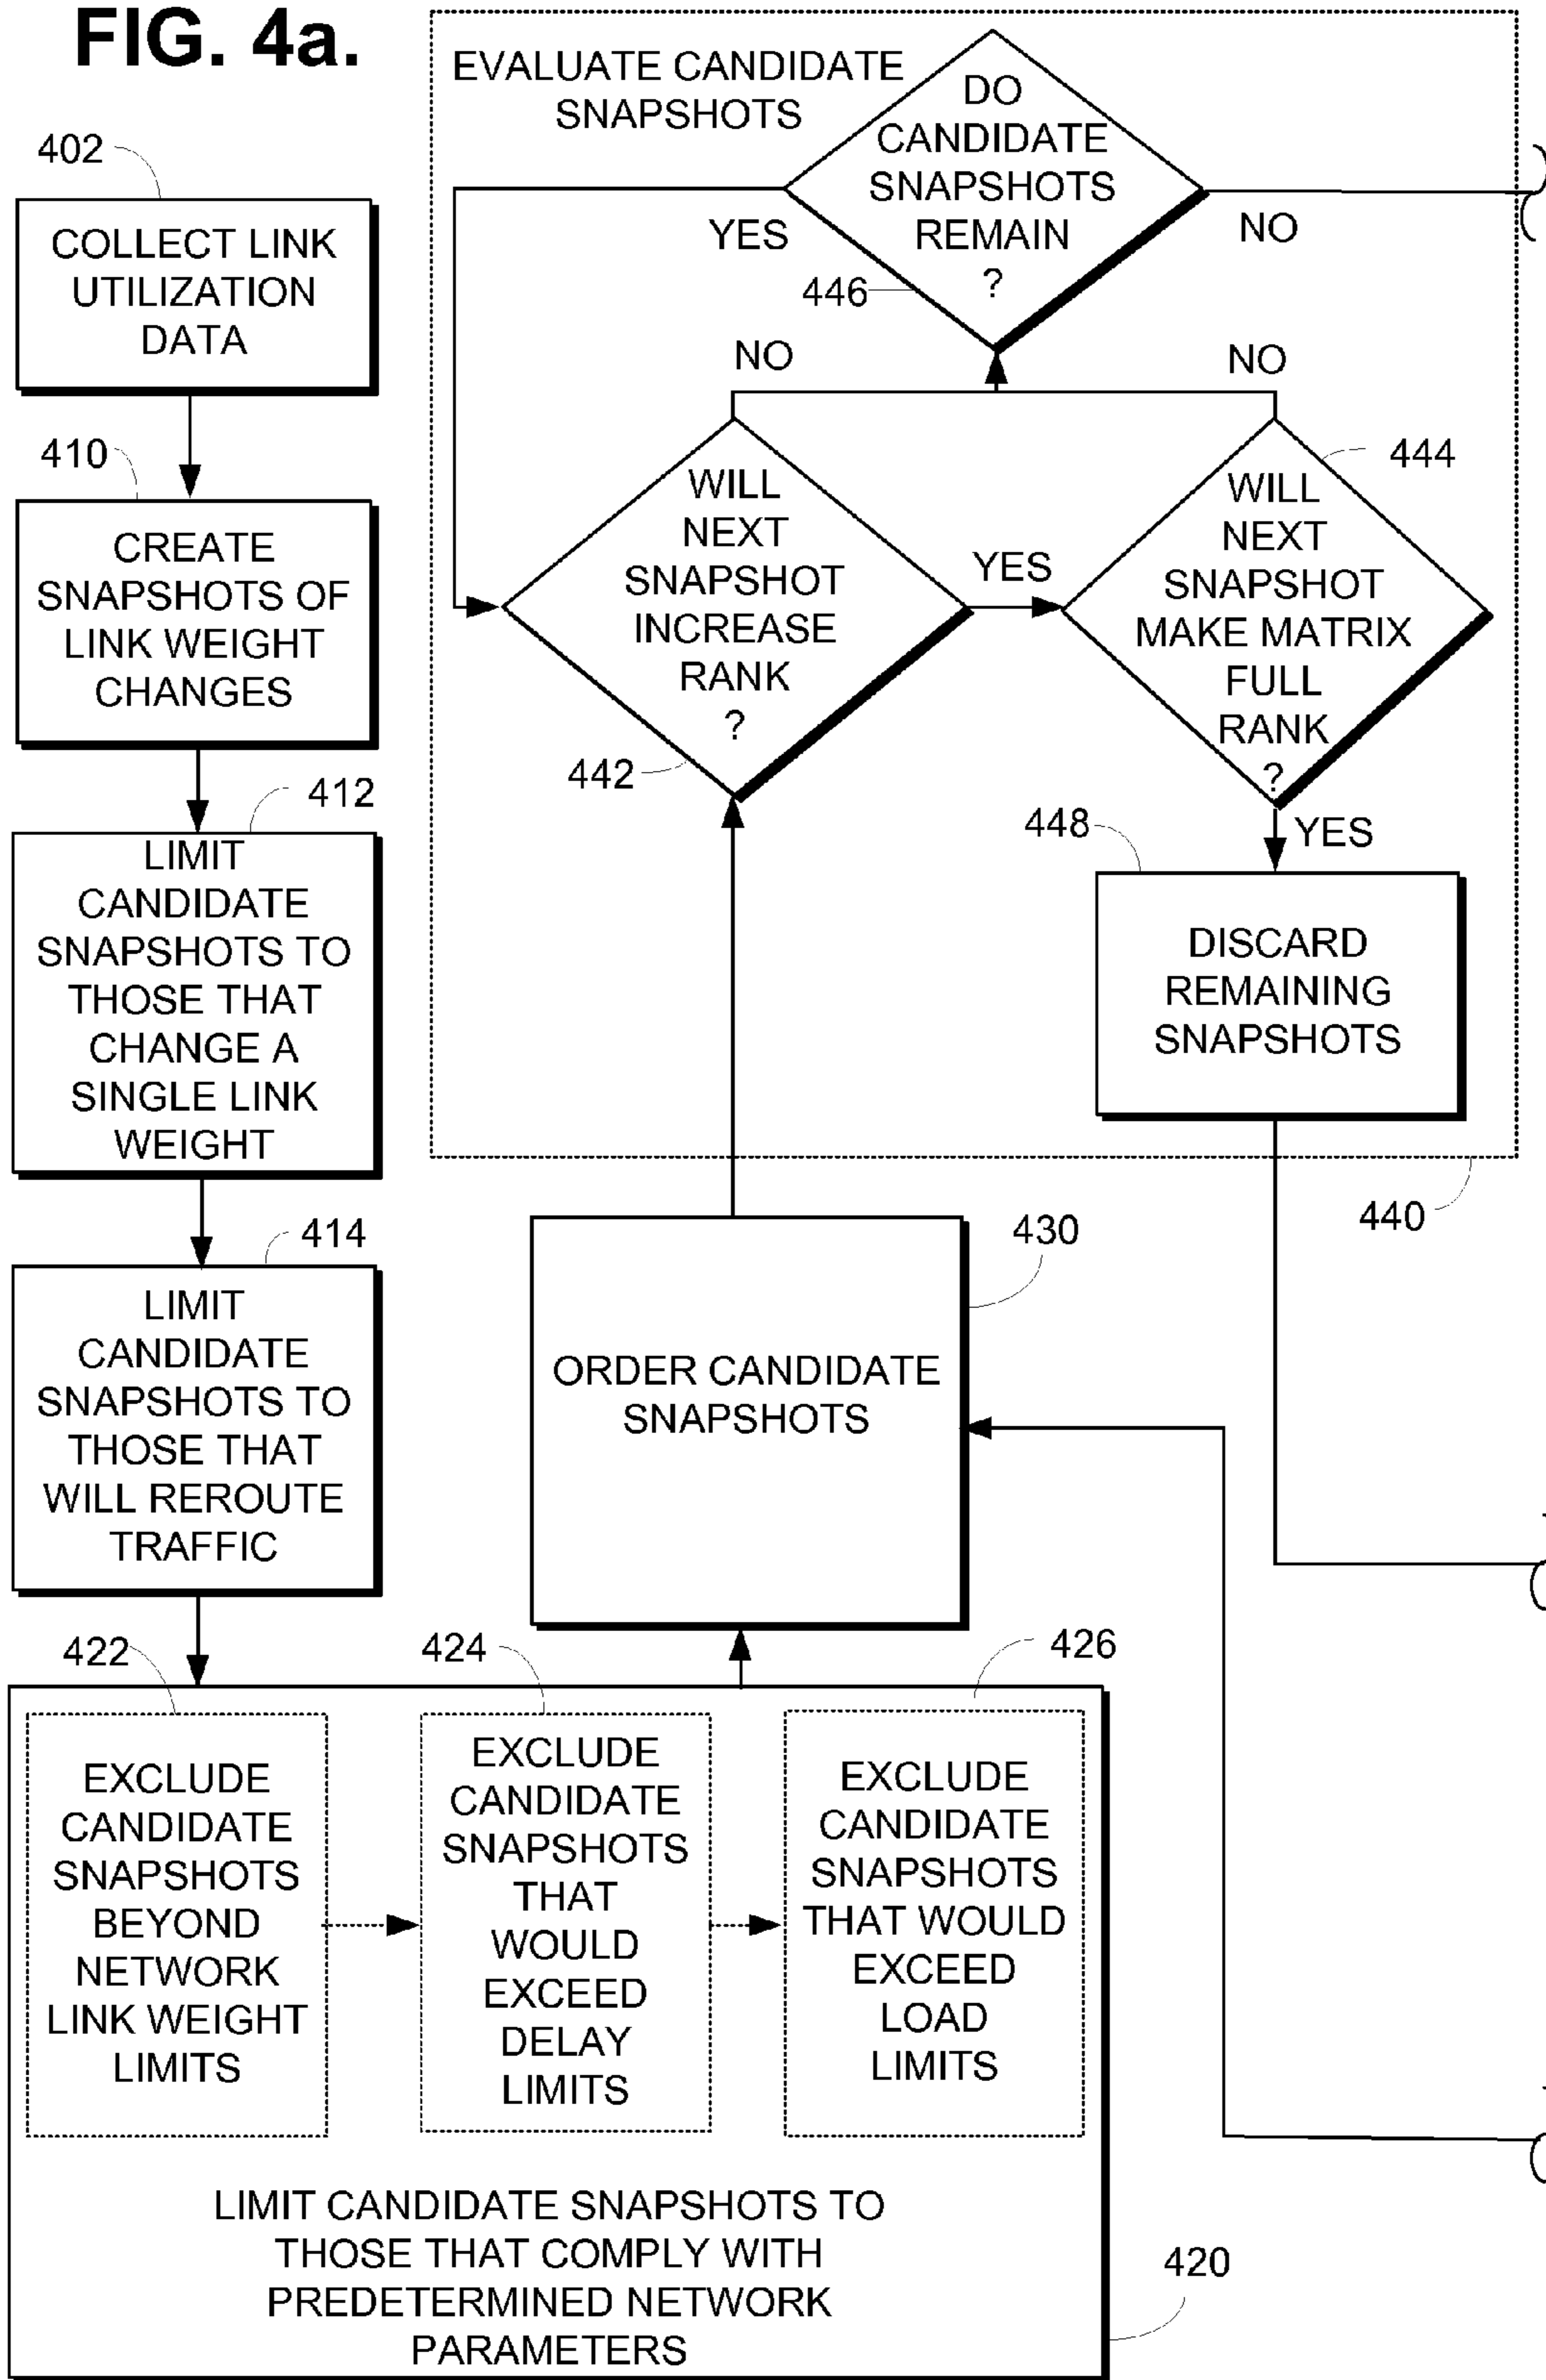 FIG. 4a.
402
COLLECT LINK
UTILIZATION
DATA
410
CREATE
SNAPSHOTS OF
LINK WEIGHT
CHANGES
412
LIMIT
CANDIDATE
SNAPSHOTS TO
THOSE THAT
CHANGE A
SINGLE LINK
WEIGHT
414
LIMIT
CANDIDATE
SNAPSHOTS TO
THOSE THAT
WILL REROUTE
TRAFFIC
422
EXCLUDE
CANDIDATE
SNAPSHOTS
BEYOND
NETWORK
LINK WEIGHT
LIMITS
424
EXCLUDE
CANDIDATE
SNAPSHOTS
THAT
WOULD
EXCEED
DELAY
LIMITS
426
EXCLUDE
CANDIDATE
SNAPSHOTS
THAT WOULD
EXCEED
LOAD
LIMITS
LIMIT CANDIDATE SNAPSHOTS TO
THOSE THAT COMPLY WITH
PREDETERMINED NETWORK
PARAMETERS
420
430
ORDER CANDIDATE
SNAPSHOTS
EVALUATE CANDIDATE
SNAPSHOTS
DO
CANDIDATE
SNAPSHOTS
REMAIN
?
446
YES
NO
NO
NO
WILL
NEXT
SNAPSHOT
INCREASE
RANK
?
442
YES
444
WILL
NEXT
SNAPSHOT
MAKE MATRIX
FULL
RANK
?
YES
448
DISCARD
REMAINING
SNAPSHOTS
440